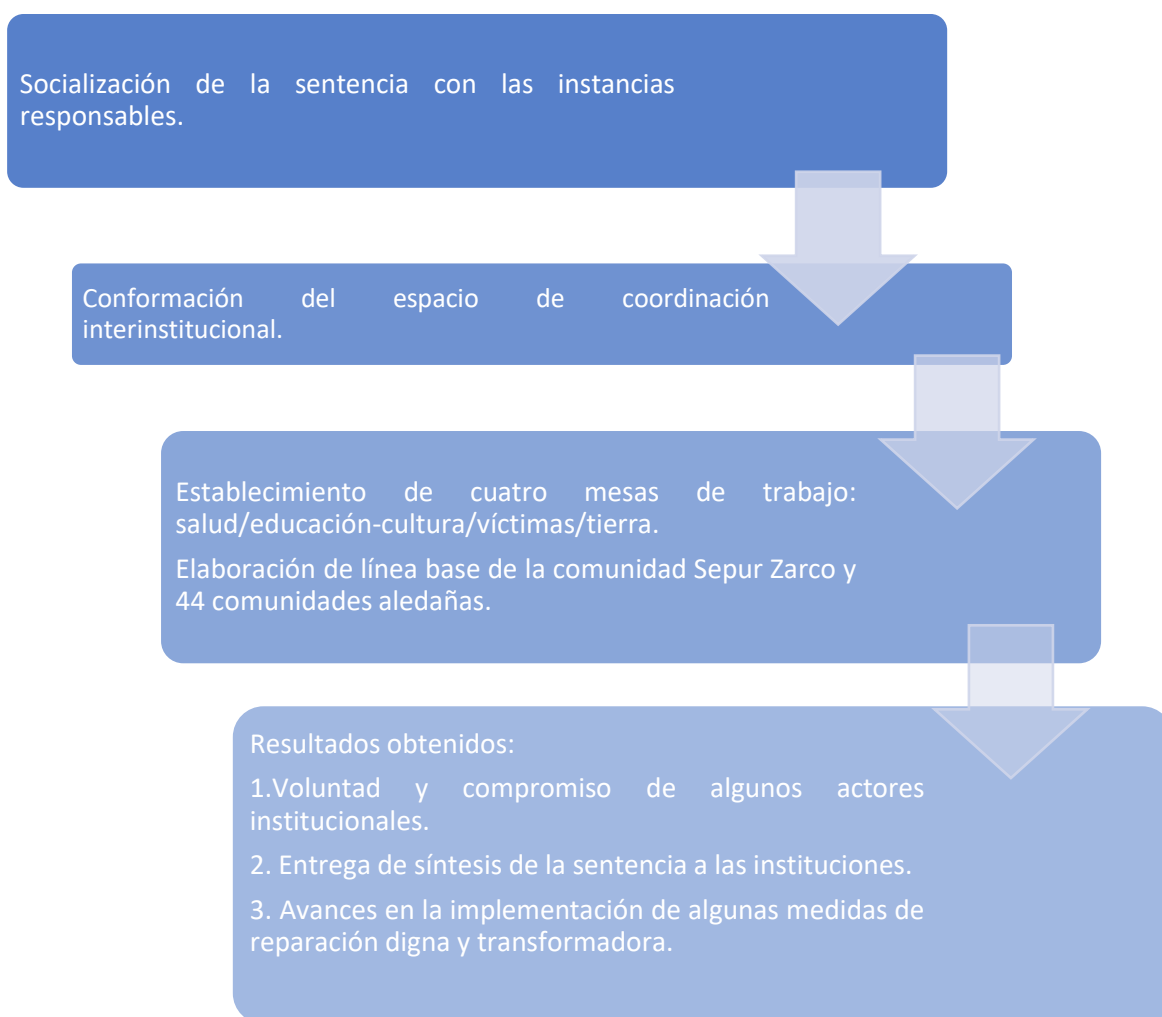 Socialización de la sentencia con las instancias
responsables.
Conformación del espacio de coordinación
interinstitucional.
Establecimiento de cuatro mesas de trabajo:
salud/educación-cultura/víctimas/tierra.
Elaboración de línea base de la comunidad Sepur Zarco y
44 comunidades aledañas.
Resultados obtenidos:
1.Voluntad y compromiso de algunos actores
institucionales.
2. Entrega de síntesis de la sentencia a las instituciones.
3. Avances en la implementación de algunas medidas de
reparación digna y transformadora.